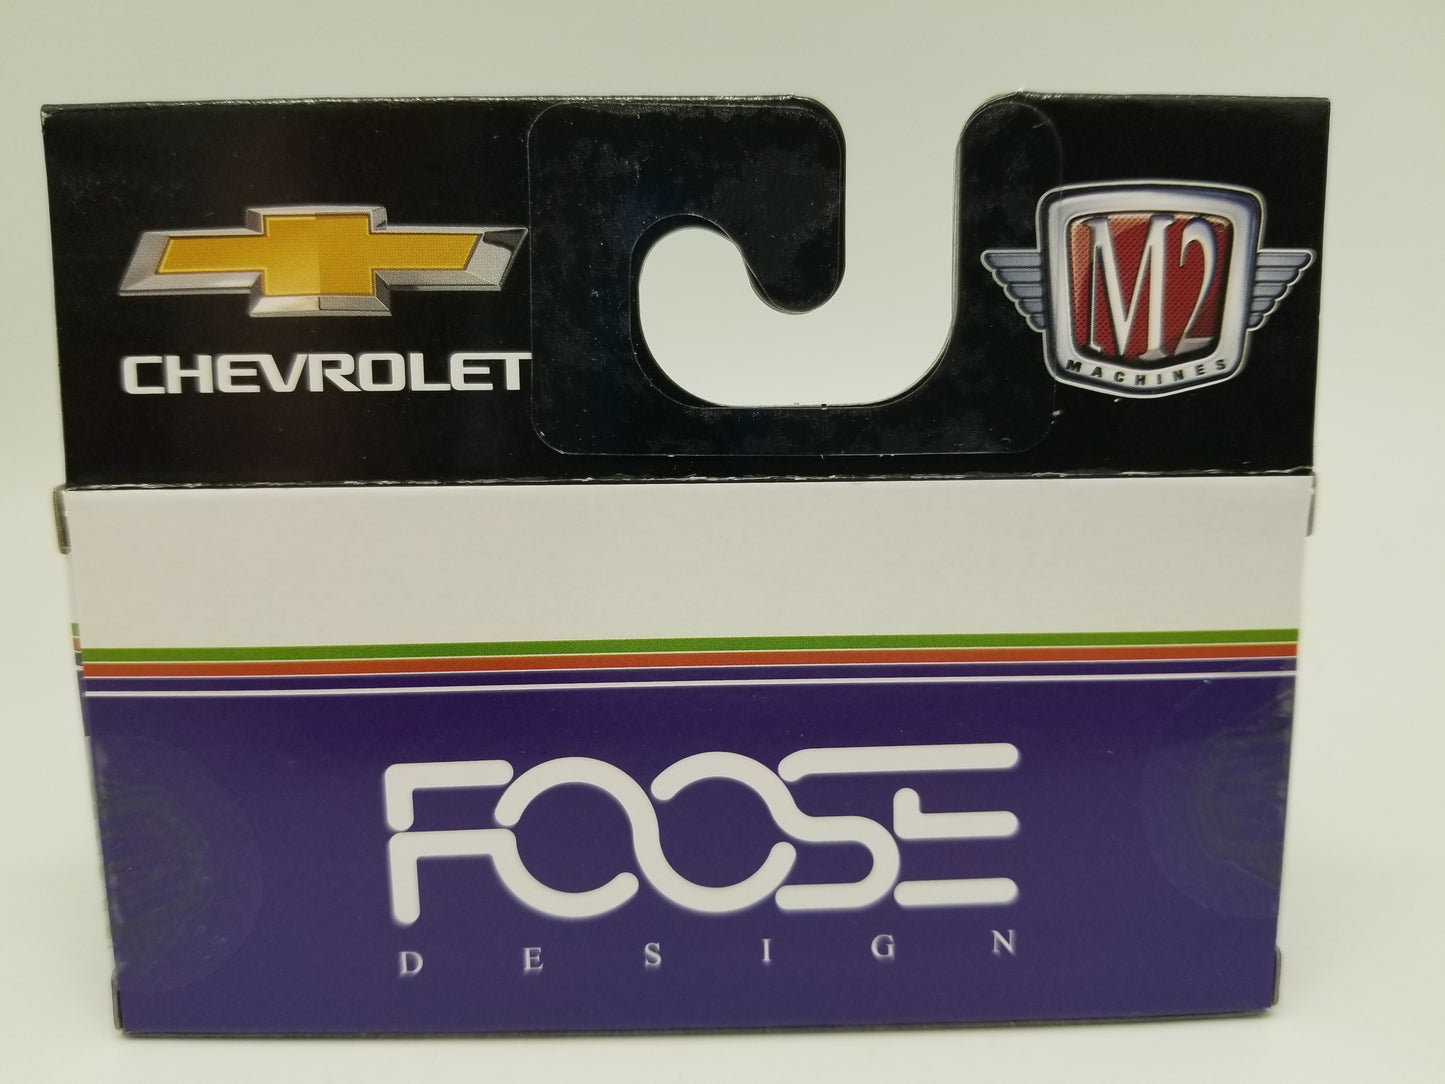 CHEVROLET
M2
MACHINES
FOOSE
DESIGN